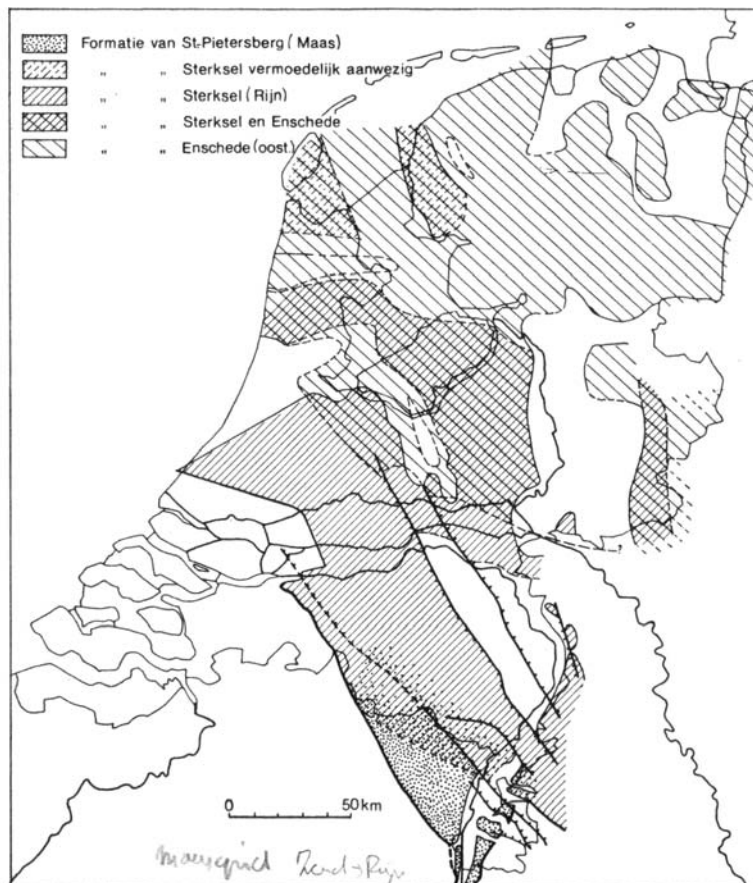 Formatie van St-Pietersberg (Maas)
„ „ Sterksel vermoedelijk aanwezig
„ „ Sterksel (Rijn)
„ „ Sterksel en Enschede
„ „ Enschede (oost.)
0 50 km